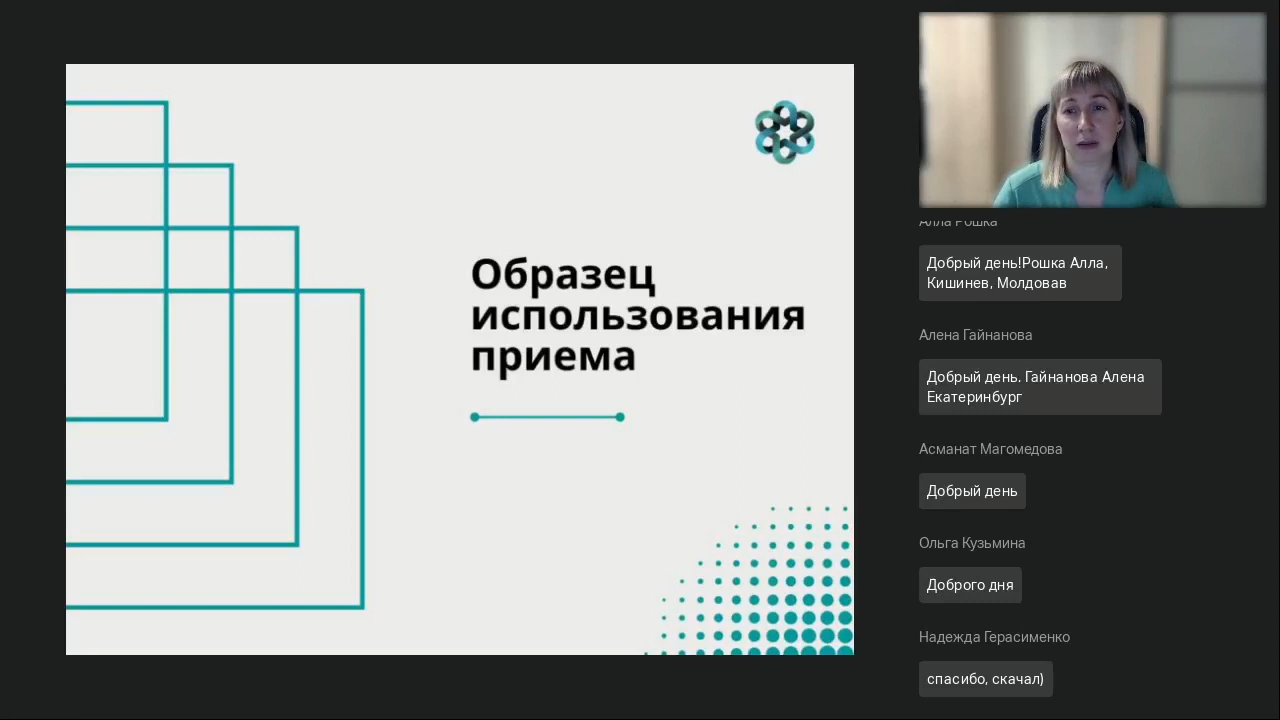 Образец
использования
приема
Алла Рошка
Добрый день!Рошка Алла,
Кишинев, Молдовав
Алена Гайнанова
Добрый день. Гайнанова Алена
Екатеринбург
Асманат Магомедова
Добрый день
Ольга Кузьмина
Доброго дня
Надежда Герасименко
спасибо, скачал)